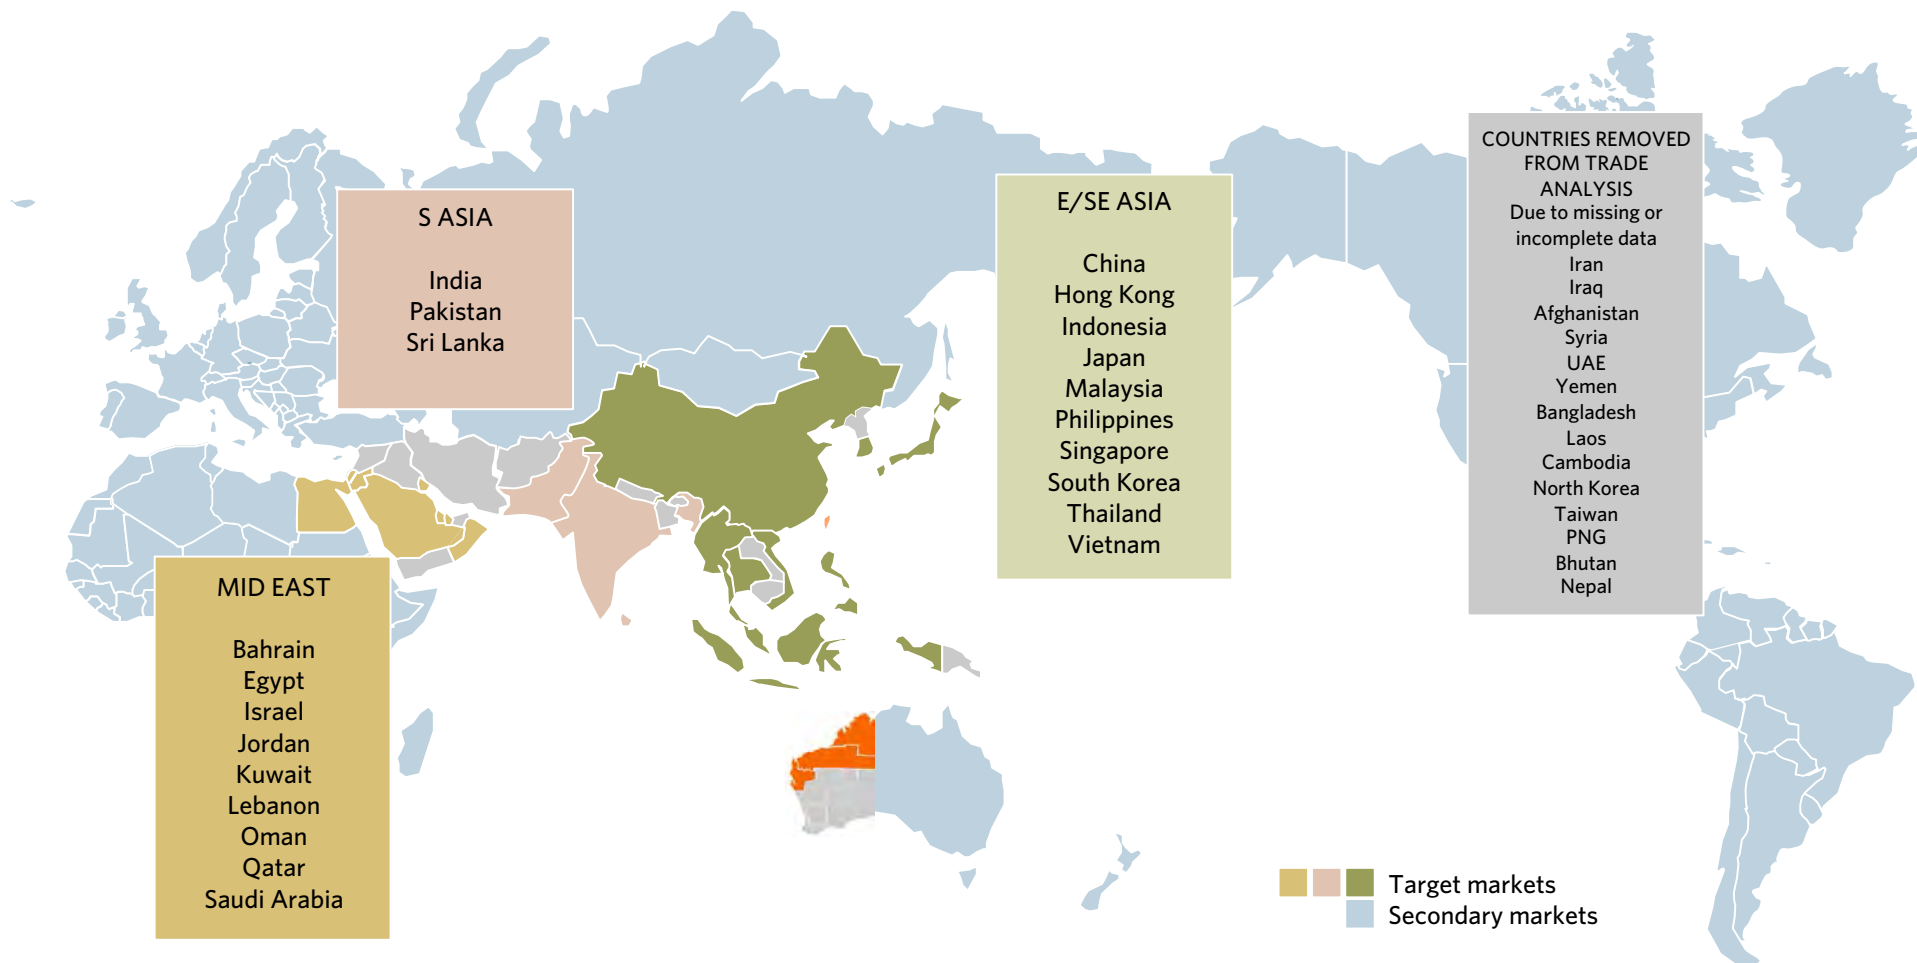 S ASIA
India
Pakistan
Sri Lanka
MID EAST
Bahrain
Egypt
Israel
Jordan
Kuwait
Lebanon
Oman
Qatar
Saudi Arabia
E/SE ASIA
China
Hong Kong
Indonesia
Japan
Malaysia
Philippines
Singapore
South Korea
Thailand
Vietnam
COUNTRIES REMOVED
FROM TRADE
ANALYSIS
Due to missing or
incomplete data
Iran
Iraq
Afghanistan
Syria
UAE
Yemen
Bangladesh
Laos
Cambodia
North Korea
Taiwan
PNG
Bhutan
Nepal
Target markets
Secondary markets